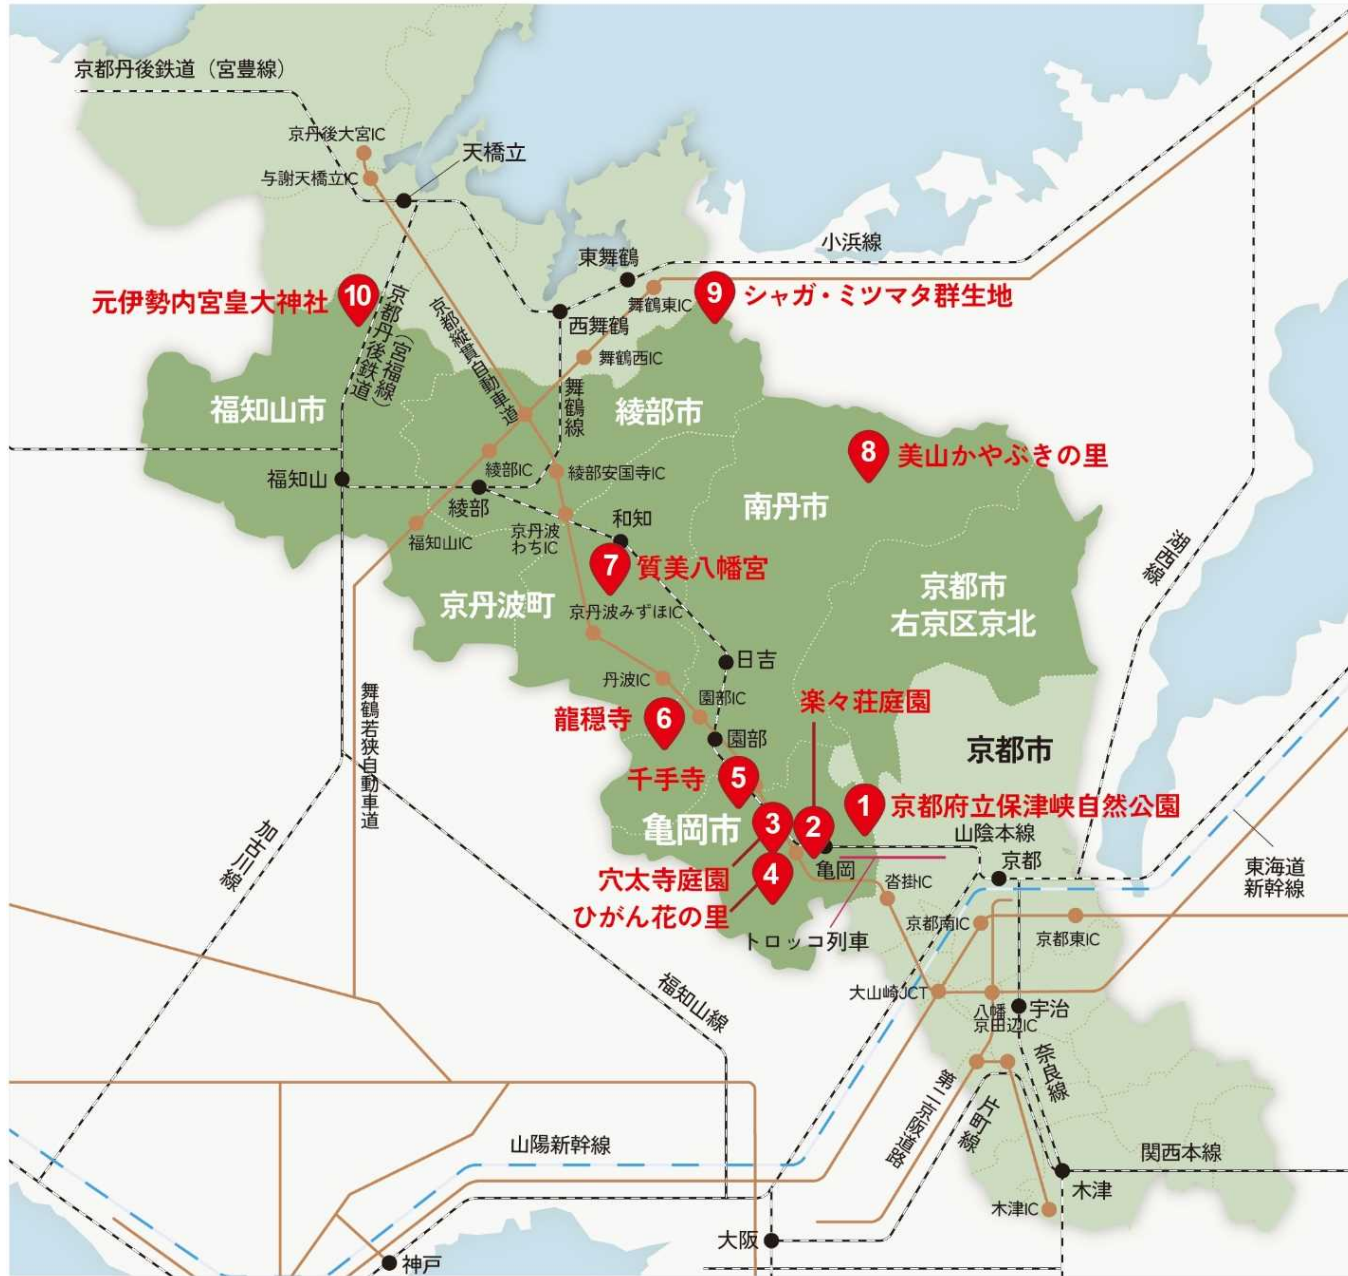 京都丹後鉄道（宮豊線）
京丹後大宮IC
天橋立
与謝天橋立IC
小浜線
東舞鶴
10
元伊勢内宮皇大神社
京都丹後鉄道
（宮福線）
京都縦貫自動車道
舞鶴東IC
9
シャガ・ミツマタ群生地
西舞鶴
舞鶴西IC
舞鶴線
福知山市
綾部市
8
美山かやぶきの里
福知山
綾部IC
綾部安国寺IC
綾部
南丹市
福知山IC
京丹波
わちIC
和知
湖西線
7
質美八幡宮
京丹波町
京丹波みずほIC
京都市
右京区京北
日吉
丹波IC
園部IC
舞鶴若狭自動車道
6
龍穏寺
楽々荘庭園
園部
京都市
5
千手寺
1
京都府立保津峡自然公園
亀岡市
3
2
山陰本線
加古川線
4
亀岡
京都
東海道
新幹線
穴太寺庭園
沓掛IC
ひがん花の里
京都南IC
京都東IC
トロッコ列車
福知山線
大山崎JCT
八幡
京田辺IC
宇治
奈良線
第二京阪道路
片町線
山陽新幹線
関西本線
木津
木津IC
大阪
神戸